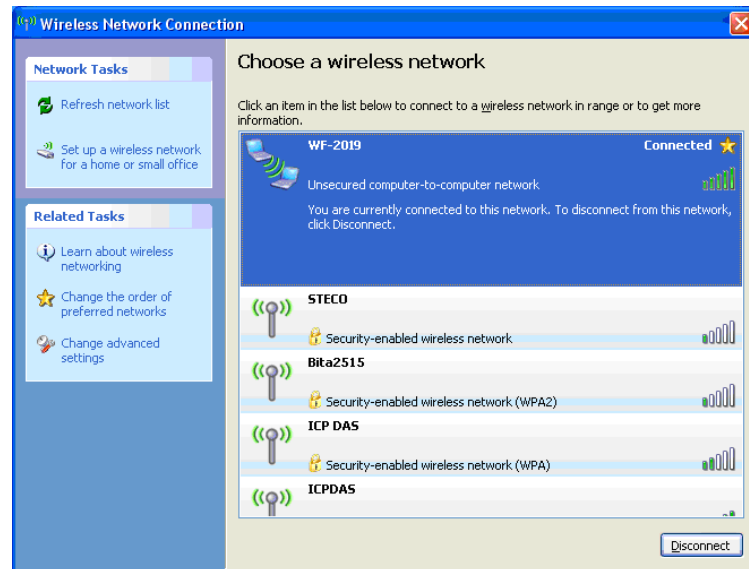 Wireless Network Connection
Network Tasks
Refresh network list
Set up a wireless network
for a home or small office
Related Tasks
Learn about wireless
networking
Change the order of
preferred networks
Change advanced
settings
Choose a wireless network
Click an item in the list below to connect to a wireless network in range or to get more
information.
WF-2019 Connected
Unsecured computer-to-computer network
You are currently connected to this network. To disconnect from this network,
click Disconnect.
STECO
Security-enabled wireless network
Bita2515
Security-enabled wireless network (WPA2)
ICP DAS
Security-enabled wireless network (WPA)
ICPDAS
Disconnect